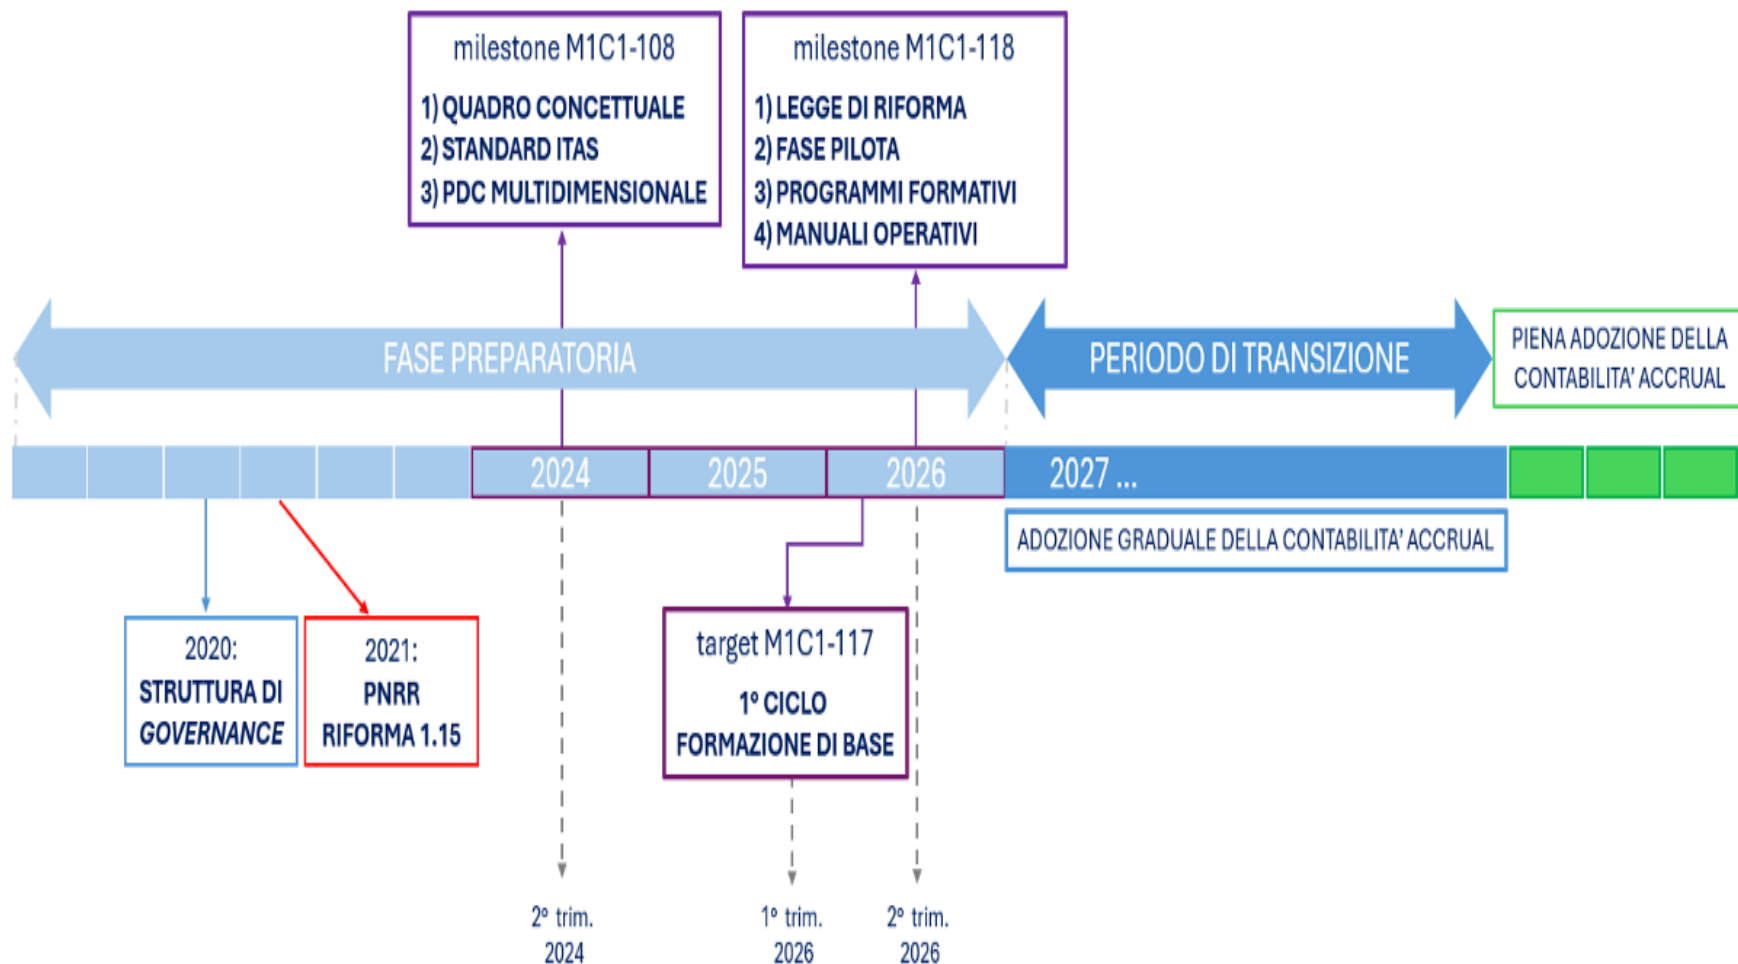 milestone M1C1-108
1) QUADRO CONCETTUALE
2) STANDARD ITAS
3) PDC MULTIDIMENSIONALE
milestone M1C1-118
1) LEGGE DI RIFORMA
2) FASE PILOTA
3) PROGRAMMI FORMATIVI
4) MANUALI OPERATIVI
FASE PREPARATORIA
PERIODO DI TRANSIZIONE
PIENA ADOZIONE DELLA
CONTABILITA' ACCRUAL
2024
2025
2026
2027 ...
ADOZIONE GRADUALE DELLA CONTABILITA' ACCRUAL
2020:
STRUTTURA DI
GOVERNANCE
2021:
PNRR
RIFORMA 1.15
target M1C1-117
1° CICLO
FORMAZIONE DI BASE
2° trim.
2024
1° trim.
2026
2° trim.
2026